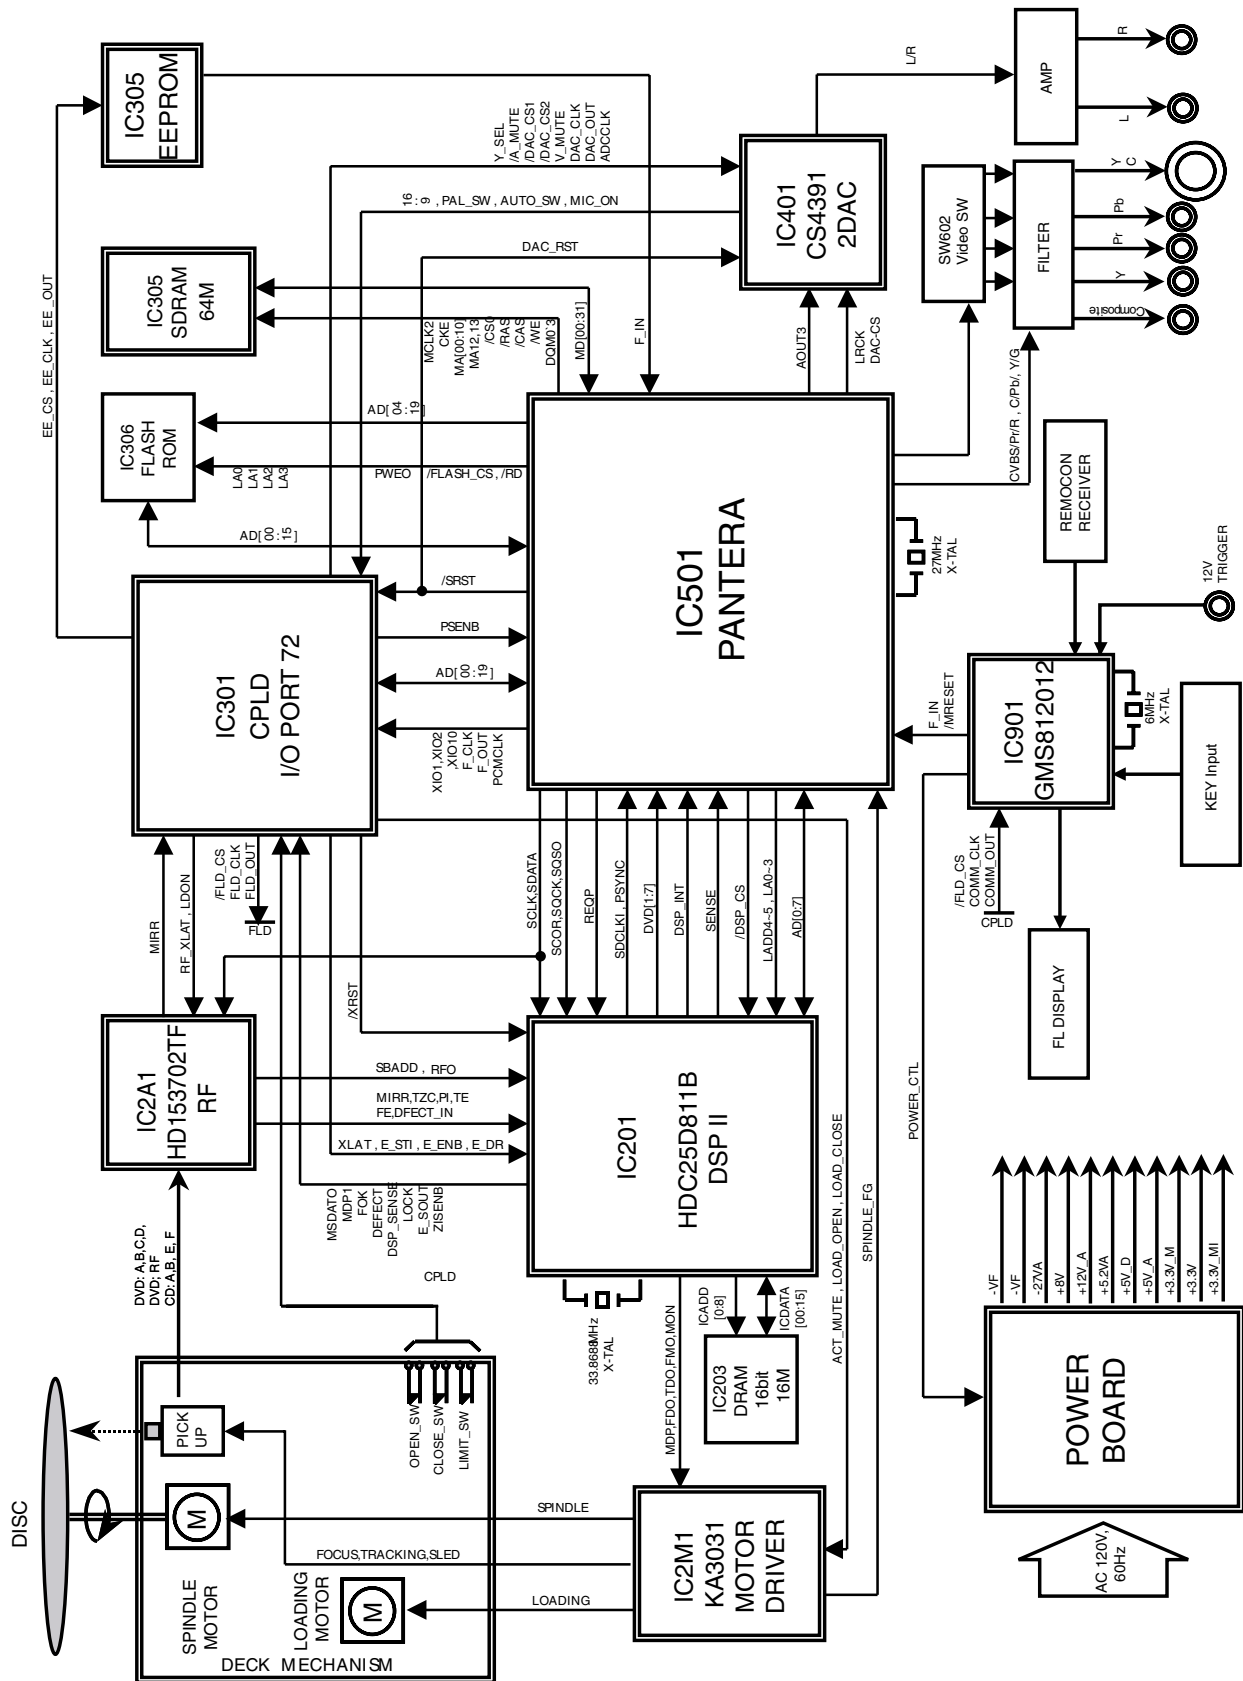 DISC
SPINDLE
MOTOR
M
LOADING
MOTOR
M
DECK MECHANISM
PICK
UP
OPEN_SW
CLOSE_SW
LIMIT_SW
CPLD
DVD: A,B,C,D,
DVD: RF
CD: A,B, E, F
SPINDLE
FOCUS,TRACKING,SLED
LOADING
IC2A1
HD153702TF
RF
MIRR
RF_XLAT , LDON
/FLD_CS
FLD_CLK
FLD_OUT
FLD
/XRST
SBADD , RFO
MIRR,TZC,PI,TE
FE,DFECT_IN
XLAT , E_STI , E_ENB , E_DR
MSDATO
MDP1
FOK
DEFECT
DSP_SENSE
LOCK
E_SOUT
ZISENB
IC301
CPLD
I/O PORT 72
EE_CS , EE_CLK , EE _OUT
IC305
EEPROM
IC305
SDRAM
64M
IC306
FLASH
ROM
LA0
LA1
LA2
LA3
AD[ 04 : 19 ]
PWEO /FLASH_CS , /RD
AD[ 00 : 15 ]
/SRST
PSENB
AD[ 00 : 19 ]
XIO1,XIO2
,XIO10
F_CLK
F_OUT
PCMCLK
MCLK2
CKE
MA[00:10]
MA12,13
/CS0
/RAS
/CAS
/WE
DQM0'3
MD[00:31]
F_IN
16 : 9 , PAL_SW , AUTO_SW , MIC_ON
DAC_RST
Y_SEL
/A_MUTE
/DAC_CS1
/DAC_CS2
V_MUTE
DAC_CLK
DAC_OUT
ADCCLK
IC401
CS4391
2DAC
AOUT3
LRCK
DAC-CS
L/R
AMP
R
L
SW602
Video SW
FILTER
Y
C
Pb
Pr
Y
Composite
CVBS/Pr/R , C/Pb/, Y/G
IC501
PANTERA
27MHz
X-TAL
SCLK,SDATA
SCOR,SQCK,SQSO
REQP
SDCLKI , PSYNC
DVD[1:7]
DSP_INT
SENSE
/DSP_CS
LADD4~5 , LA0~3
AD[0:7]
IC201
HDC25D811B
DSP II
33.8688MHz
X-TAL
ICADD
[0:8]
ICDATA
[00:15]
IC203
DRAM
16bit
16M
MDP,FDO,TDO,FMO,MON
ACT_MUTE , LOAD_OPEN , LOAD_CLOSE
SPINDLE_FG
IC2M1
KA3031
MOTOR
DRIVER
REMOCON
RECEIVER
12V
TRIGGER
F_IN
/MRESET
IC901
GMS812012
6MHz
X-TAL
KEY Input
/FLD_CS
COMM_CLK
COMM_OUT
CPLD
FL DISPLAY
POWER_CTL
-VF
-VF
-27VA
+8V
+12V_A
+5.2VA
+5V_D
+5V_A
+3.3V_M
+3.3V
+3.3V_MI
POWER
BOARD
AC 120V,
60Hz